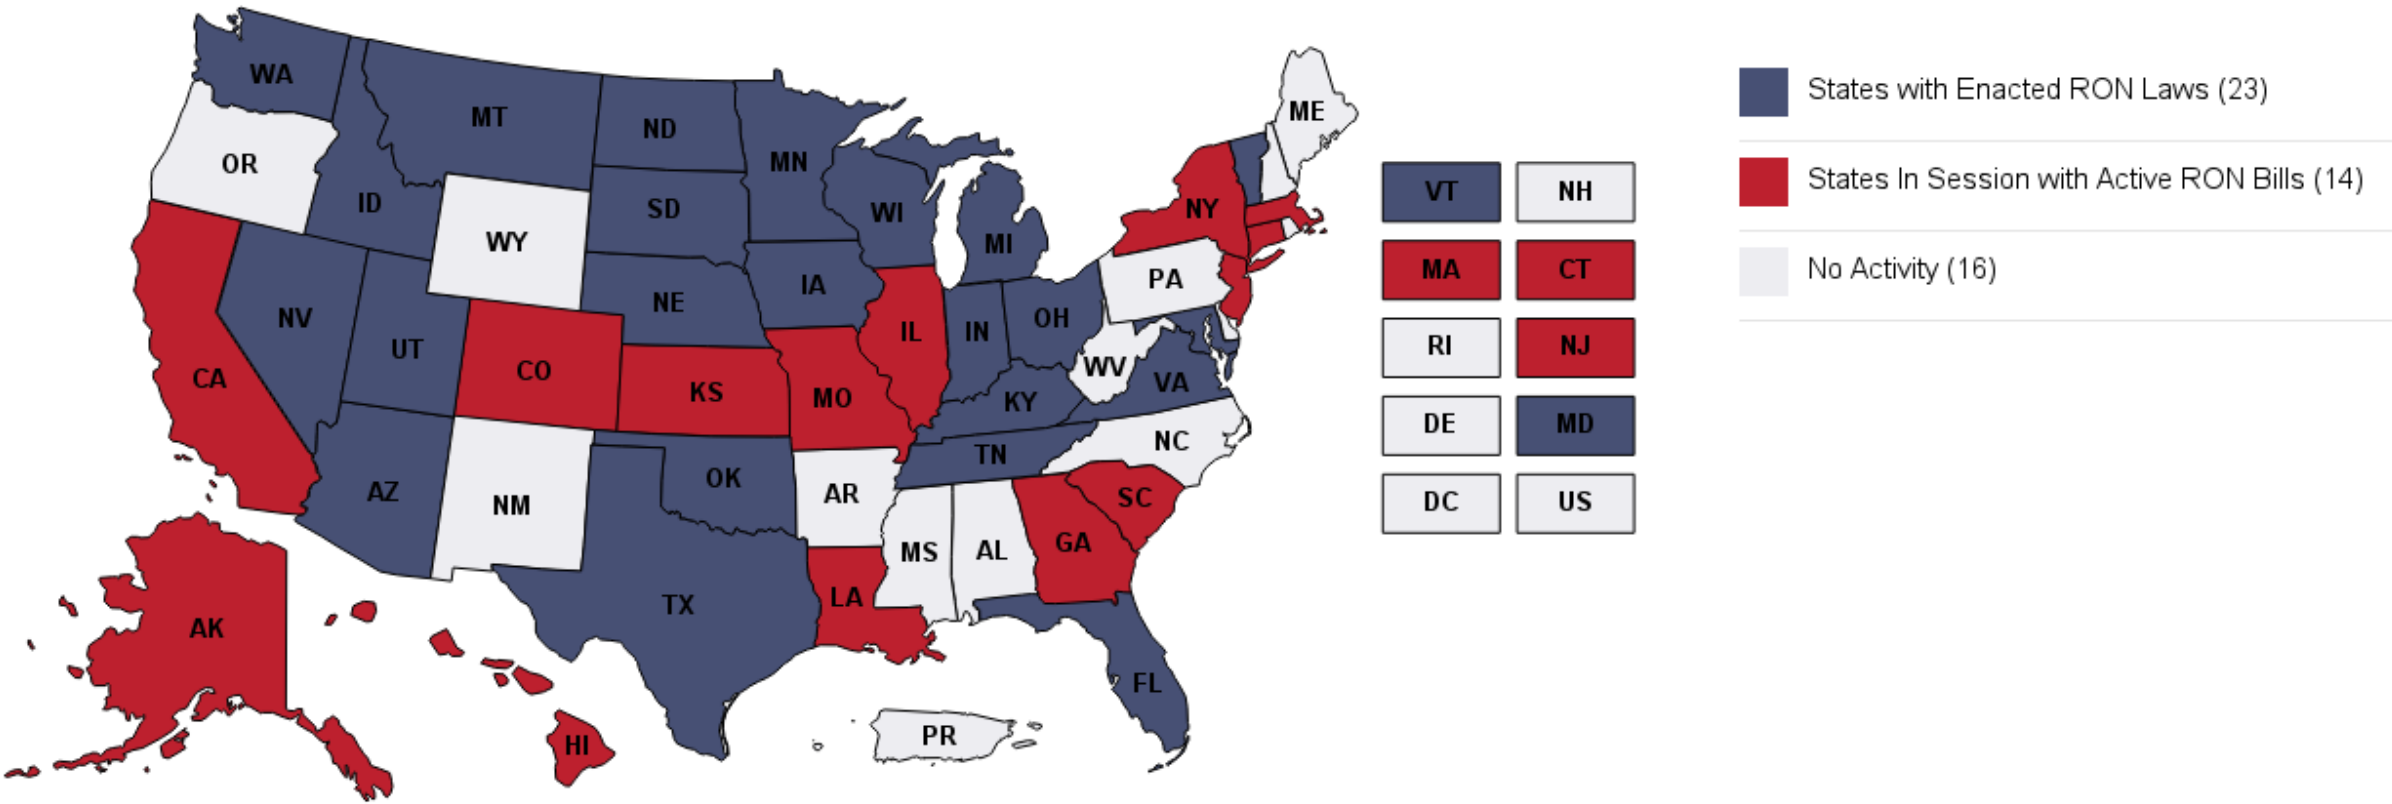 WA
MT
ND
MN
ME
OR
ID
SD
WI
MI
NY
WY
PA
NV
UT
NE
IA
IL
IN
OH
CA
CO
KS
MO
WV
VA
KY
AZ
NM
OK
AR
TN
NC
MS
AL
GA
SC
TX
LA
FL
AK
HI
PR
VT NH
MA CT
RI NJ
DE MD
DC US
States with Enacted RON Laws (23)
States In Session with Active RON Bills (14)
No Activity (16)